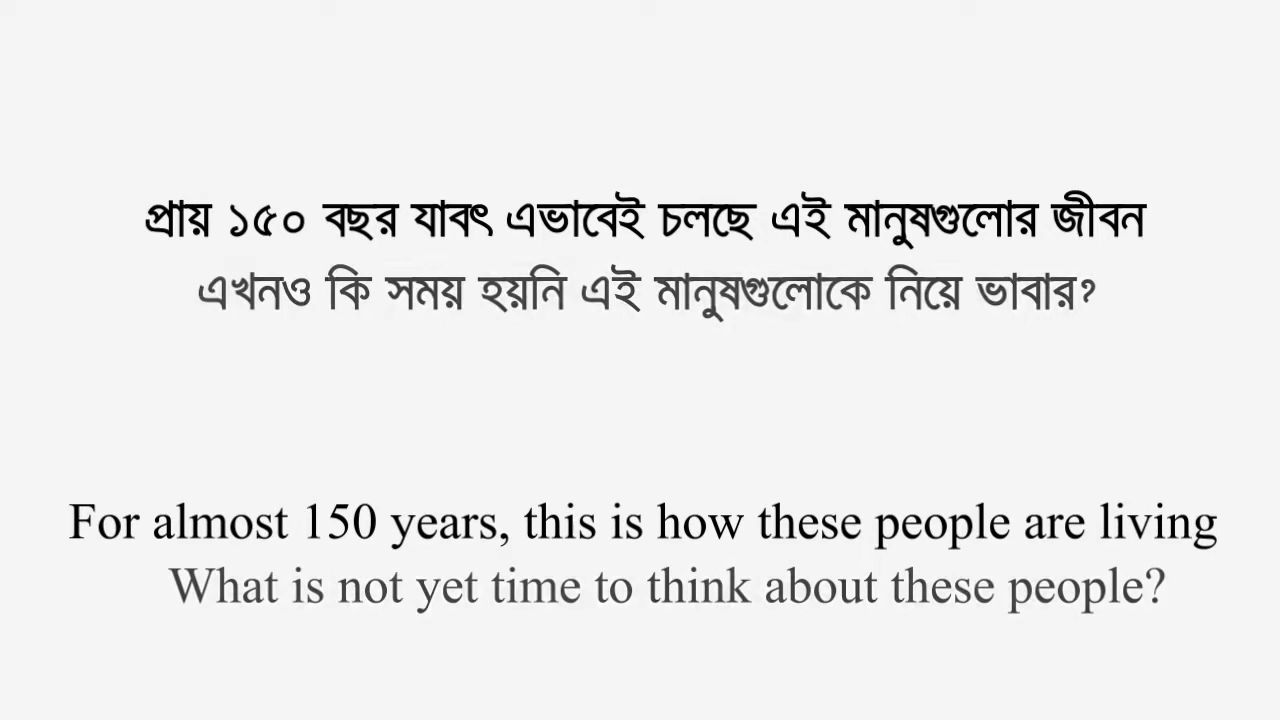 প্রায় ১৫০ বছর যাবৎ এভাবেই চলছে এই মানুষগুলোর জীবন
এখনও কি সময় হয়নি এই মানুষগুলোকে নিয়ে ভাবার?
For almost 150 years, this is how these people are living
What is not yet time to think about these people?